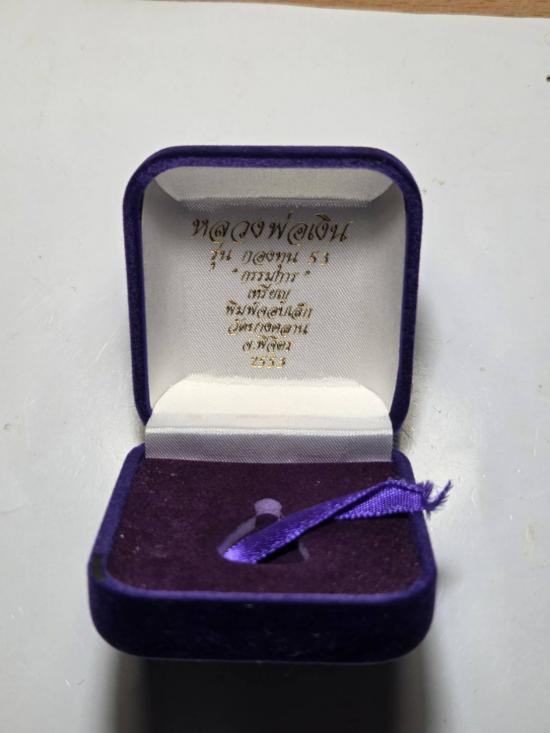 หลวงพ่อเงิน
รุ่น กองทุน 53
"กรรมการ"
เหรียญ
พิมพ์จอบเล็ก
วัดบางคลาน
จ.พิจิตร
2553